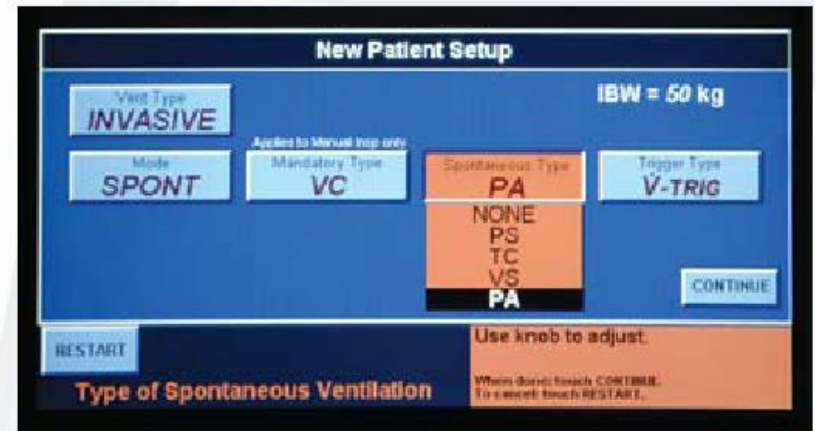 New Patient Setup
IBW = 50 kg
Vent Type
INVASIVE
Applies to Manual Insp only
Mode
SPONT
Mandatory Type
VC
Spontaneous Type
PA
Trigger Type
V̇-TRIG
NONE
PS
TC
VS
PA
CONTINUE
RESTART
Type of Spontaneous Ventilation
Use knob to adjust.
When done: touch CONTINUE.
To cancel: touch RESTART.